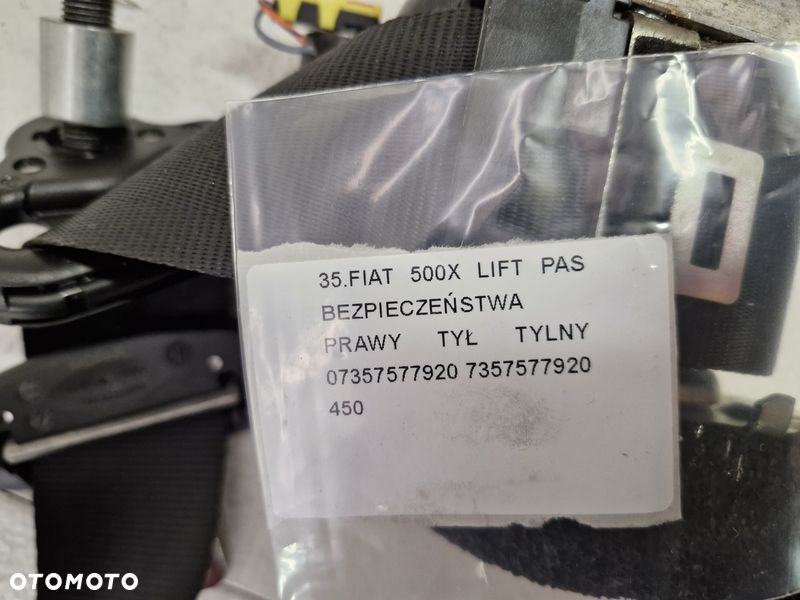 35.FIAT 500X LIFT PAS
BEZPIECZEŃSTWA
PRAWY TYŁ TYLNY
07357577920 7357577920
450
OTOMOTO